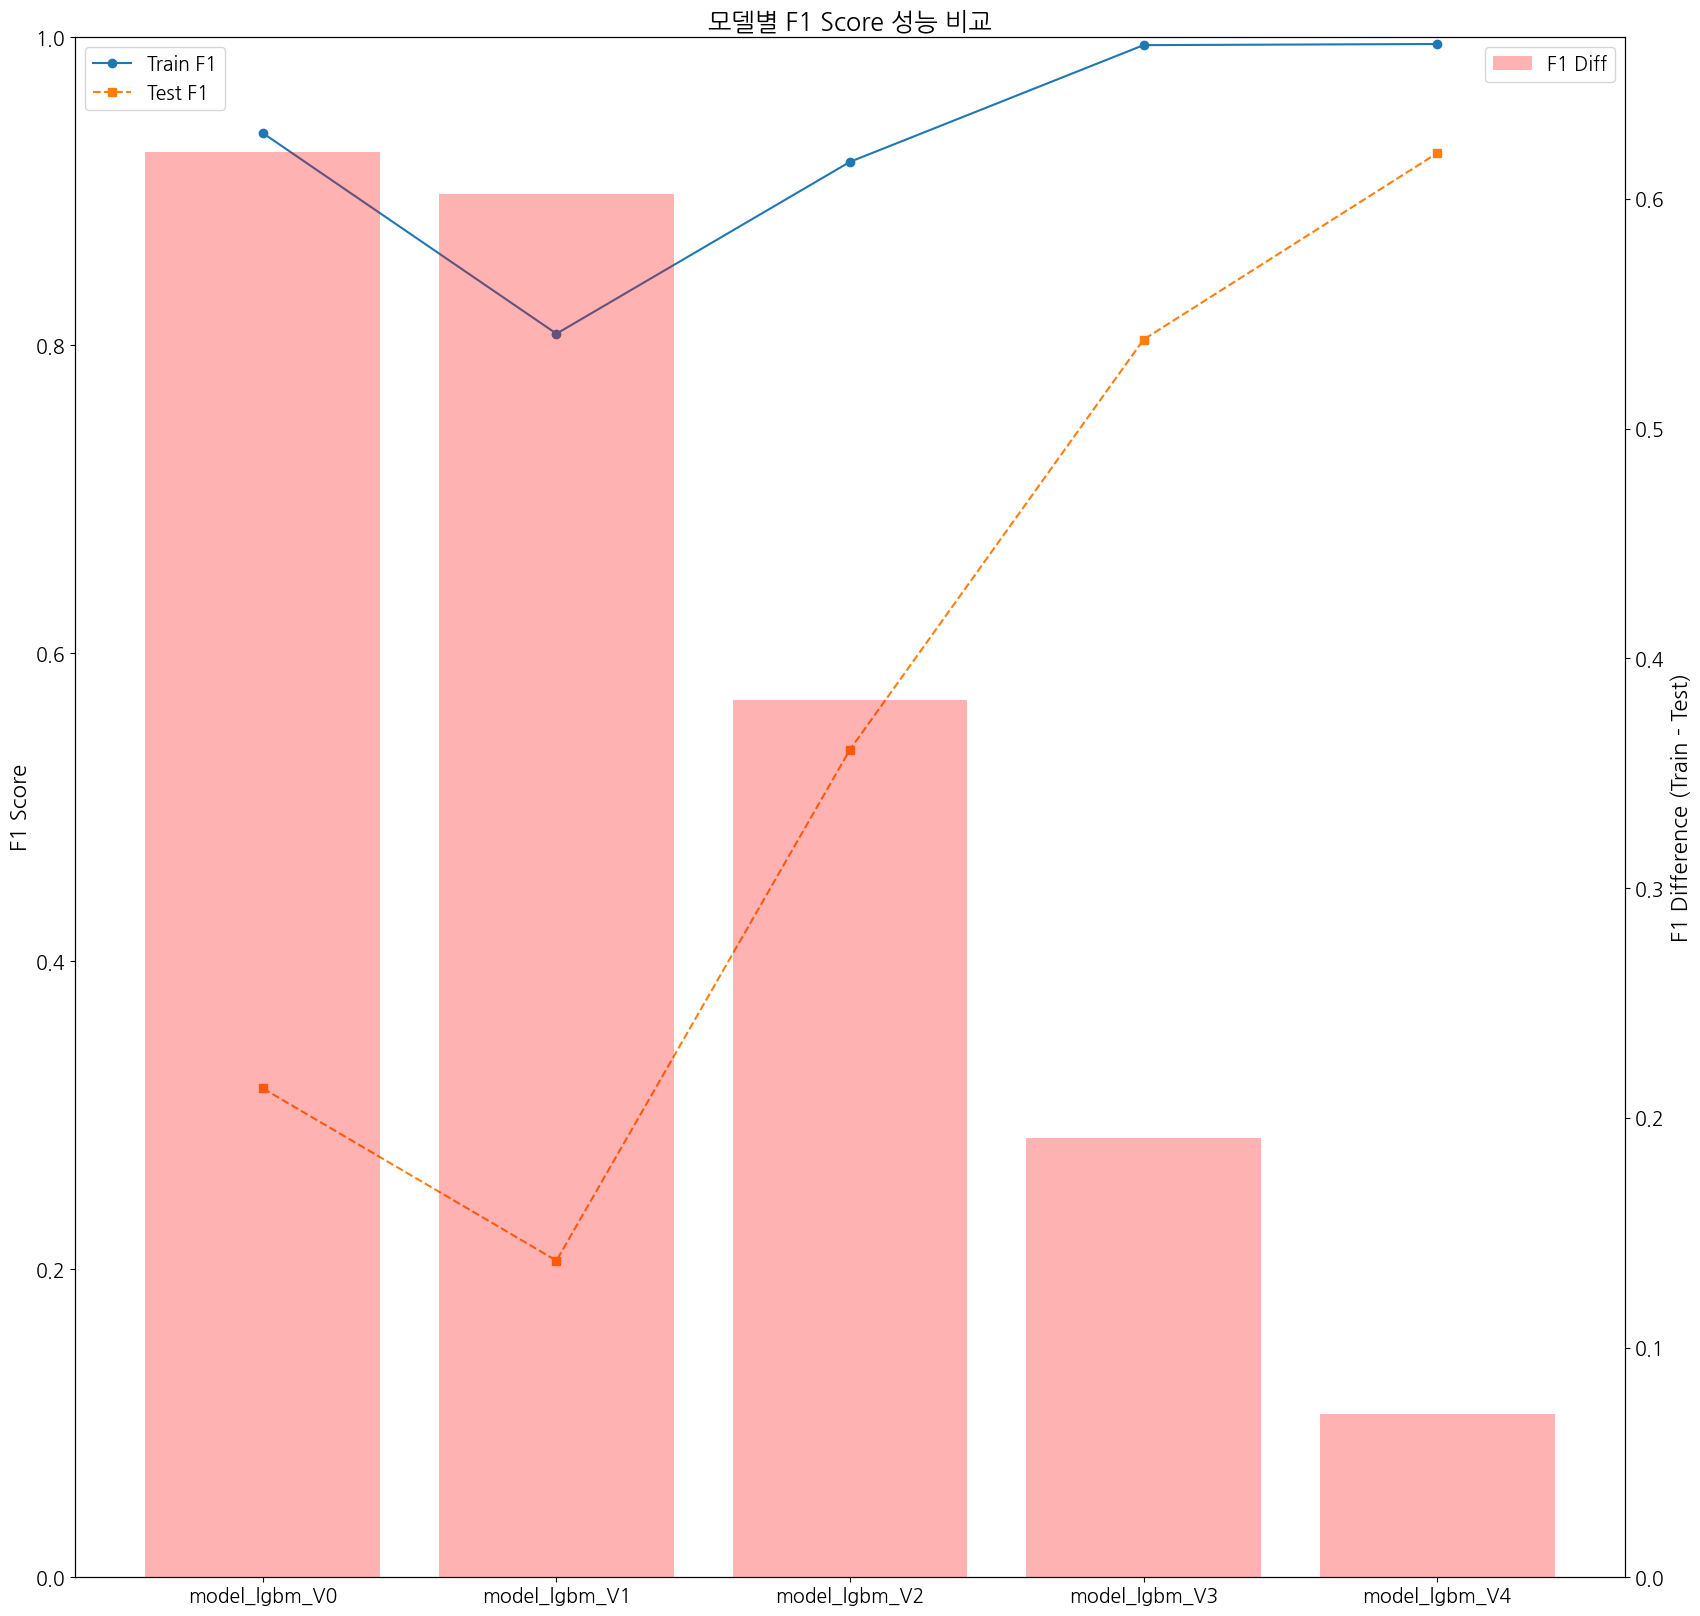 모델별 F1 Score 성능 비교
Train F1
Test F1
F1 Diff
F1 Score
1.0
0.8
0.6
0.4
0.2
0.0
F1 Difference (Train - Test)
0.6
0.5
0.4
0.3
0.2
0.1
0.0
model_lgbm_V0
model_lgbm_V1
model_lgbm_V2
model_lgbm_V3
model_lgbm_V4